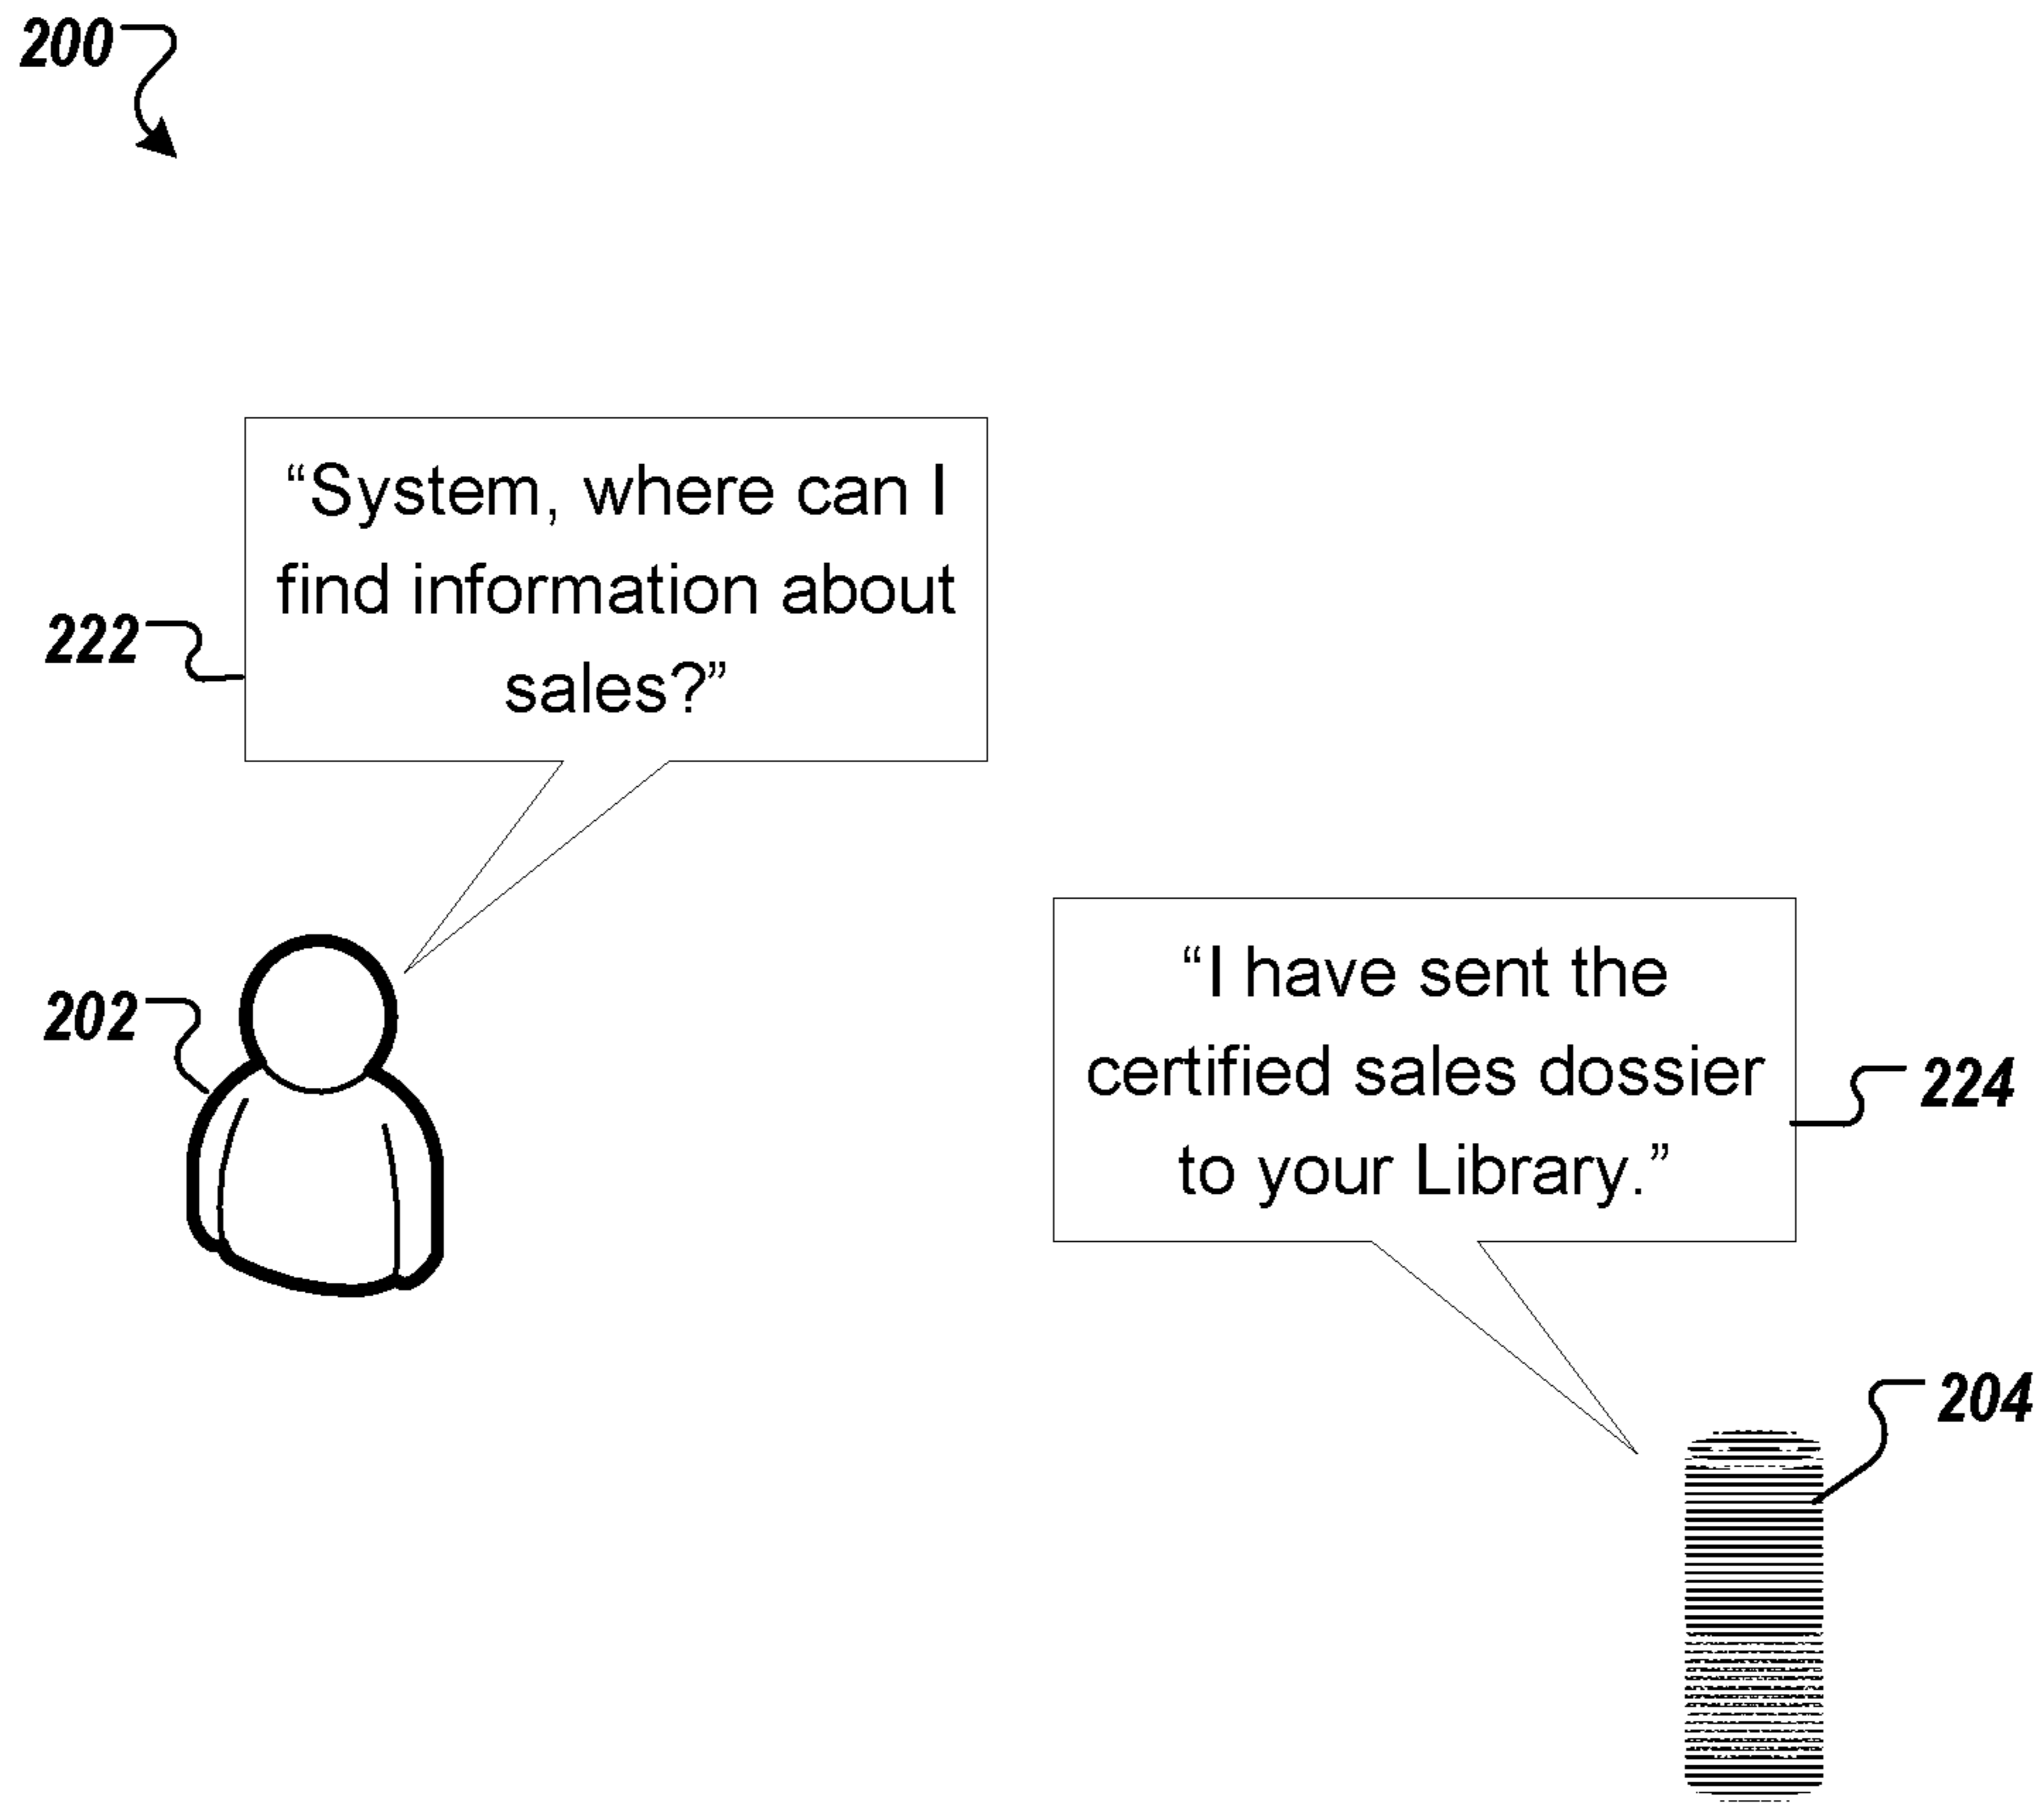 200
“System, where can I
find information about
sales?”
222
202
“I have sent the
certified sales dossier
to your Library.”
224
204